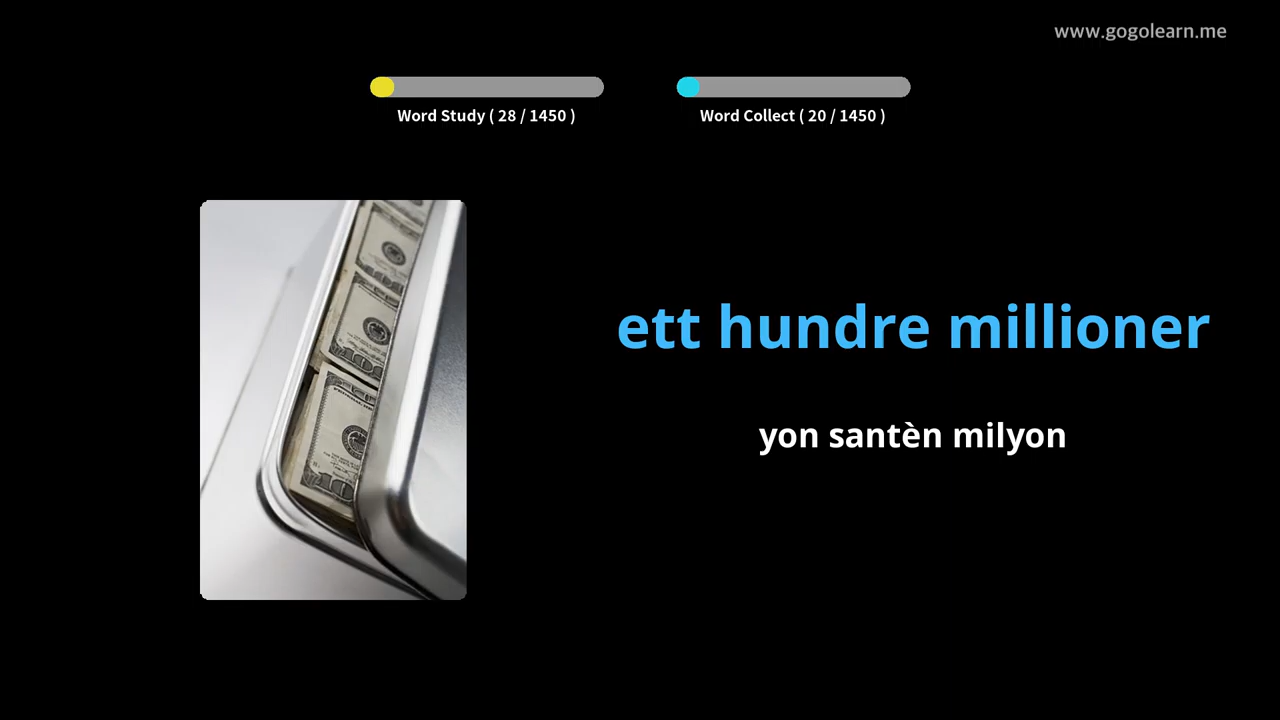 www.gogolearn.me
Word Study ( 28 / 1450 )
Word Collect ( 20 / 1450 )
ett hundre millioner
yon santèn milyon